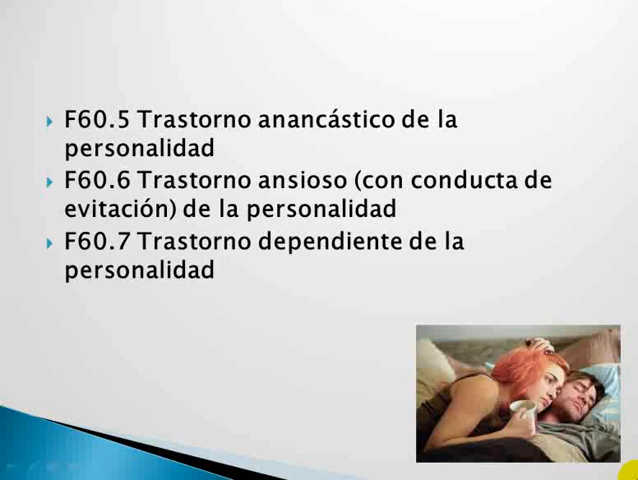 F60.5 Trastorno anancástico de la
personalidad
F60.6 Trastorno ansioso (con conducta de
evitación) de la personalidad
F60.7 Trastorno dependiente de la
personalidad